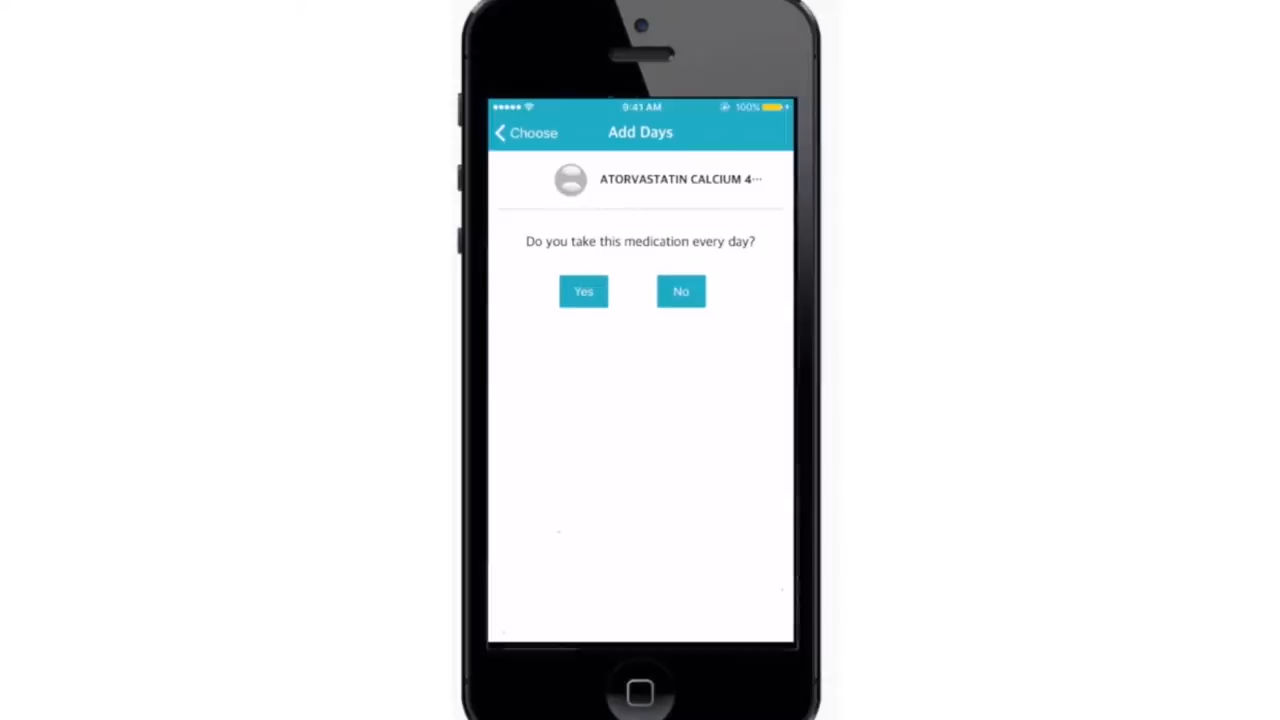 9:41 AM 100%
Choose Add Days
ATORVASTATIN CALCIUM 4...
Do you take this medication every day?
Yes No